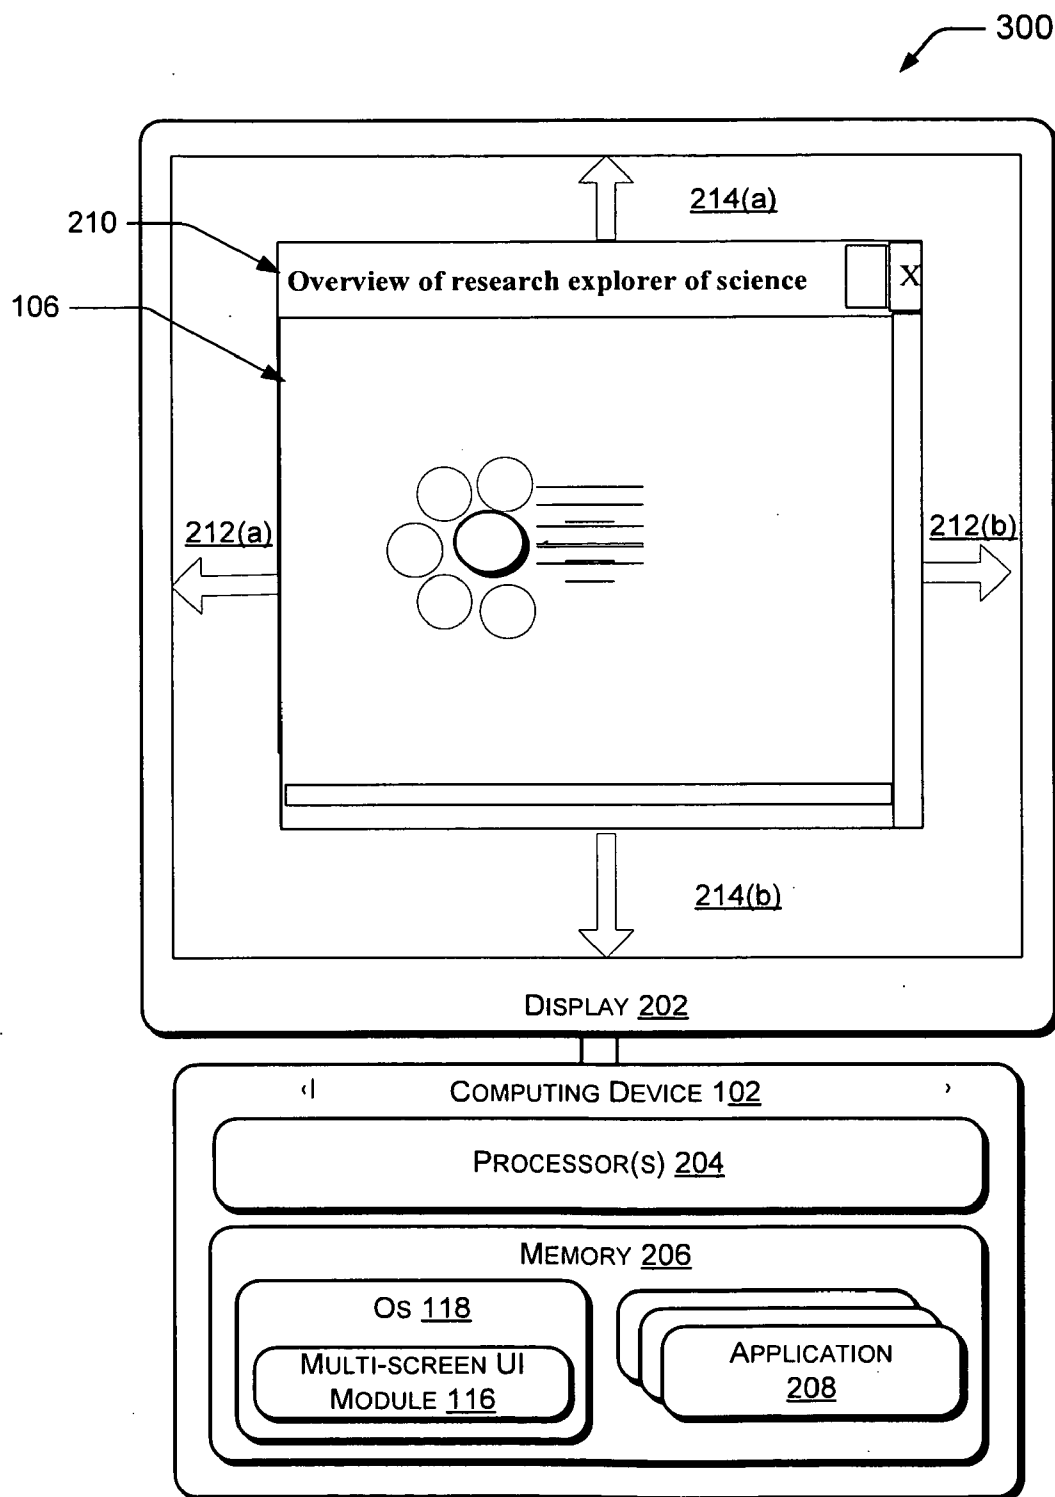 300
214(a)
210
Overview of research explorer of science
X
106
212(a)
212(b)
214(b)
DISPLAY 202
COMPUTING DEVICE 102
PROCESSOR(S) 204
MEMORY 206
OS 118
MULTI-SCREEN UI
MODULE 116
APPLICATION
208